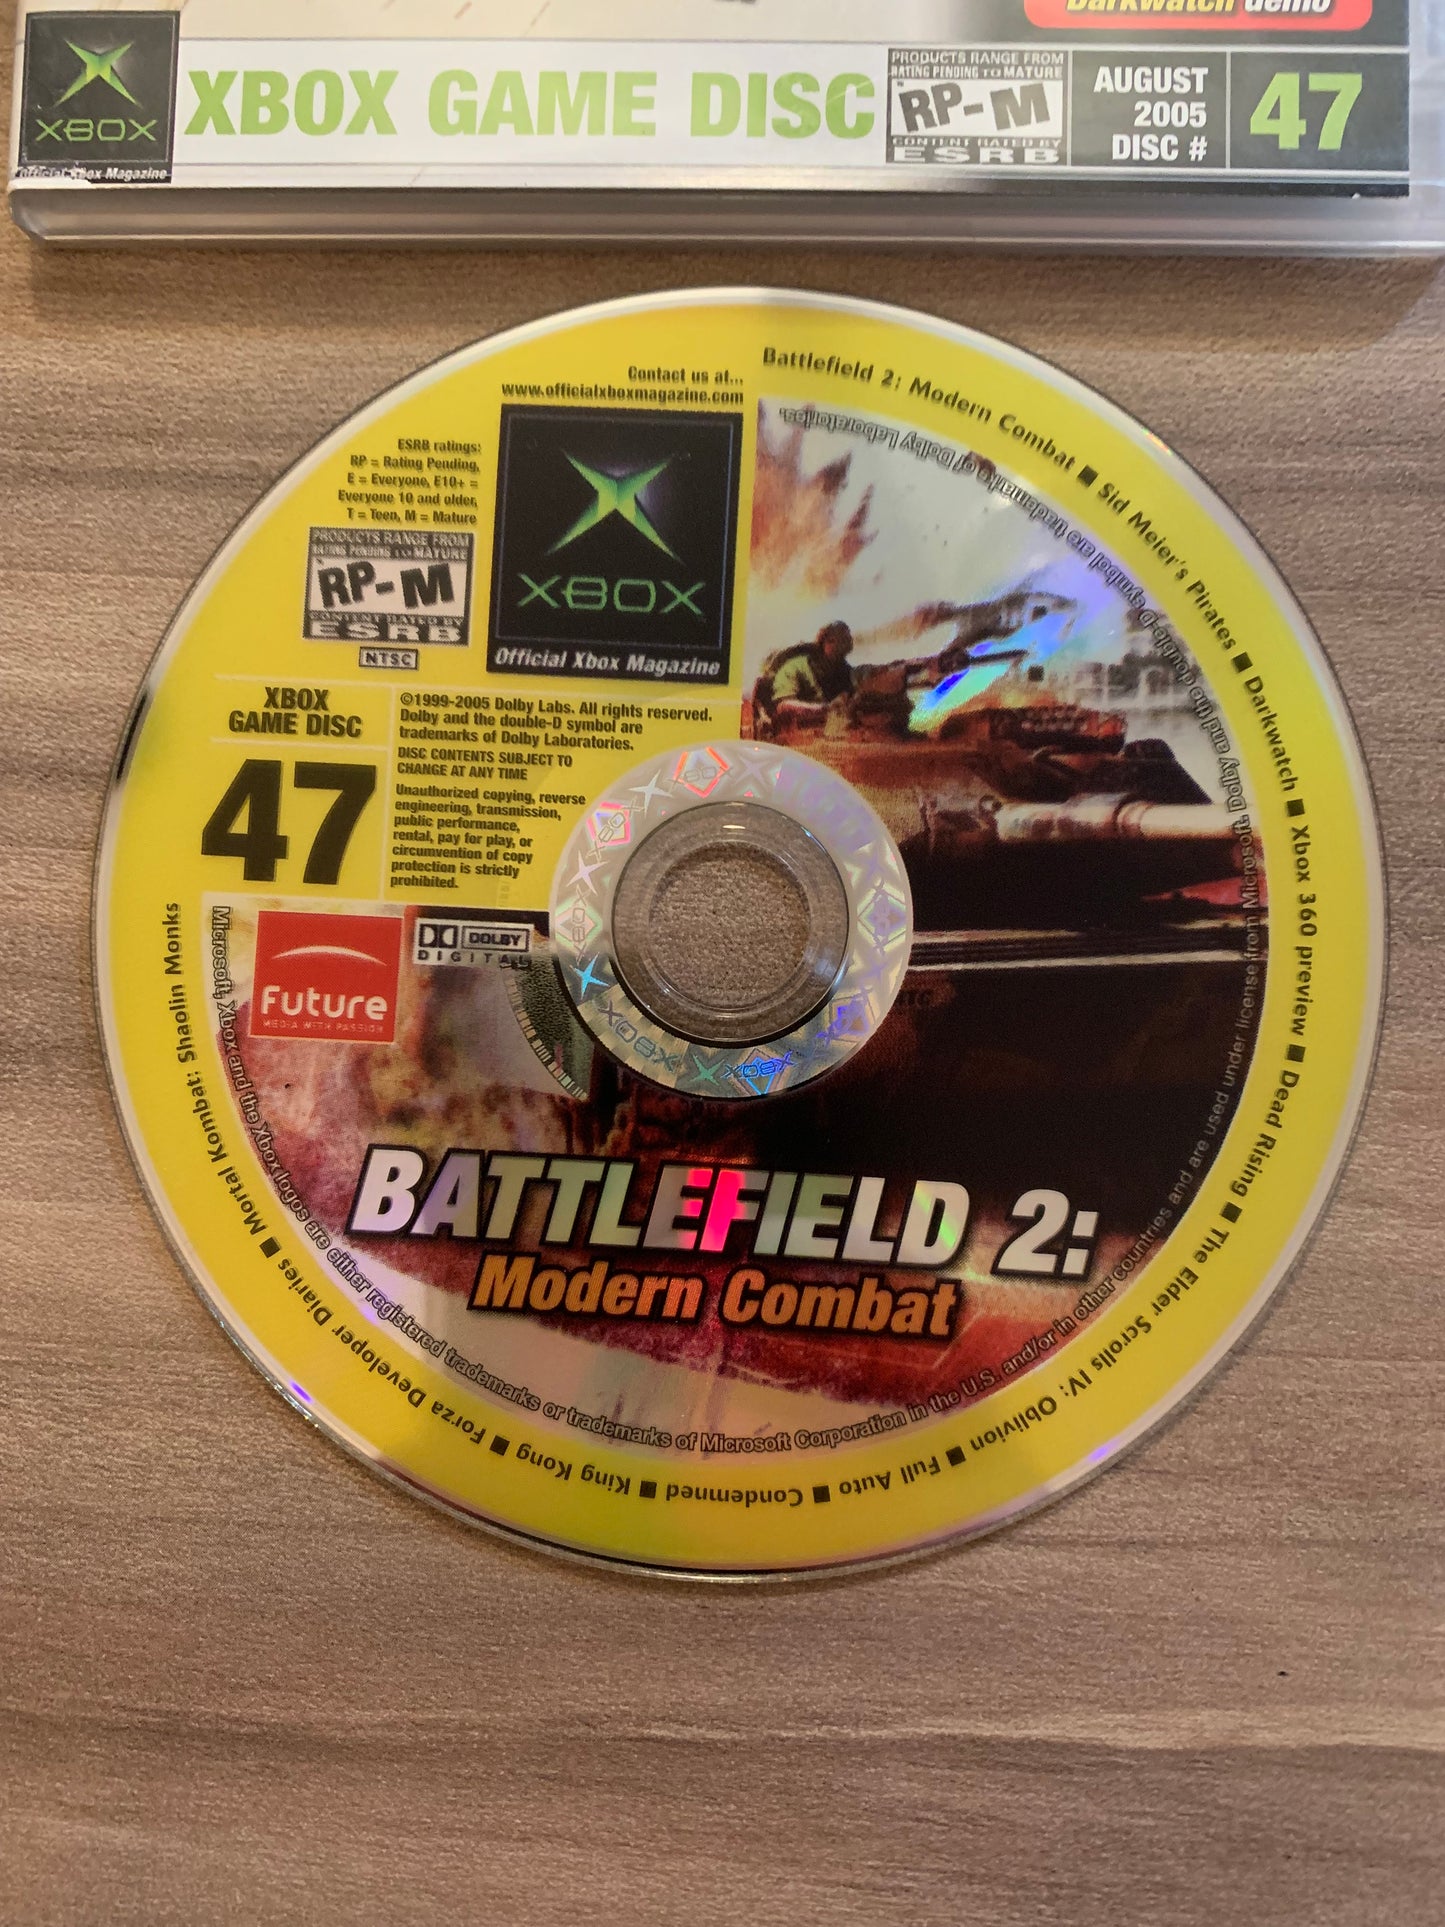 Darkwatch demo
XBOX
Official Xbox Magazine
XBOX GAME DISC
PRODUCTS RANGE FROM
RATING PENDING TO MATURE
RP-M
CONTENT RATED BY
ESRB
AUGUST
2005
DISC #
47
Contact us at...
www.officialxboxmagazine.com
ESRB ratings:
RP = Rating Pending,
E = Everyone, E10+ =
Everyone 10 and older,
T = Teen, M = Mature
PRODUCTS RANGE FROM
RATING PENDING TO MATURE
RP-M
CONTENT RATED BY
ESRB
NTSC
XBOX
Official Xbox Magazine
XBOX
GAME DISC
47
©1999-2005 Dolby Labs. All rights reserved.
Dolby and the double-D symbol are
trademarks of Dolby Laboratories.
DISC CONTENTS SUBJECT TO
CHANGE AT ANY TIME
Unauthorized copying, reverse
engineering, transmission,
public performance,
rental, pay for play, or
circumvention of copy
protection is strictly
prohibited.
Future
MEDIA WITH PASSION
DOLBY
DIGITAL
BATTLEFIELD 2:
Modern Combat
Battlefield 2: Modern Combat ■ Sid Meier's Pirates ■ Darkwatch ■ Xbox 360 preview ■ Dead Rising ■ The Elder Scrolls IV: Oblivion ■ Full Auto ■ Condemned ■ King Kong ■ Forza Developer Diaries ■ Mortal Kombat: Shaolin Monks
Microsoft, Xbox and the Xbox logos are either registered trademarks or trademarks of Microsoft Corporation in the U.S. and/or in other countries and are used under license from Microsoft. Dolby and the double-D symbol are trademarks of Dolby Laboratories.